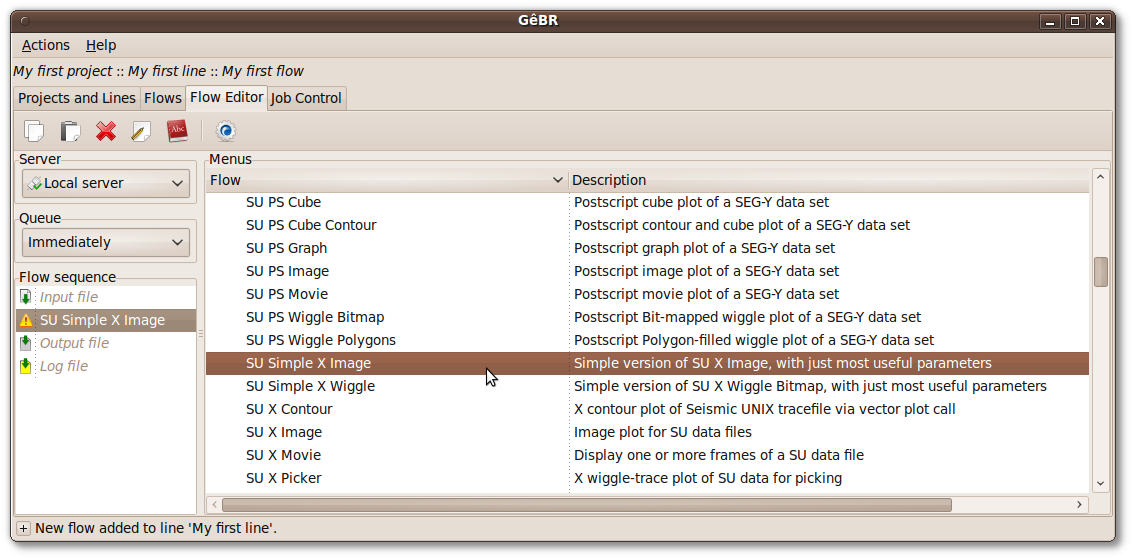 GêBR
Actions Help
My first project :: My first line :: My first flow
Projects and Lines Flows Flow Editor Job Control
Abc
Server
Local server
Queue
Immediately
Flow sequence
Input file
SU Simple X Image
Output file
Log file
Menus
Flow Description
SU PS Cube Postscript cube plot of a SEG-Y data set
SU PS Cube Contour Postscript contour and cube plot of a SEG-Y data set
SU PS Graph Postscript graph plot of a SEG-Y data set
SU PS Image Postscript image plot of a SEG-Y data set
SU PS Movie Postscript movie plot of a SEG-Y data set
SU PS Wiggle Bitmap Postscript Bit-mapped wiggle plot of a SEG-Y data set
SU PS Wiggle Polygons Postscript Polygon-filled wiggle plot of a SEG-Y data set
SU Simple X Image Simple version of SU X Image, with just most useful parameters
SU Simple X Wiggle Simple version of SU X Wiggle Bitmap, with just most useful parameters
SU X Contour X contour plot of Seismic UNIX tracefile via vector plot call
SU X Image Image plot for SU data files
SU X Movie Display one or more frames of a SU data file
SU X Picker X wiggle-trace plot of SU data for picking
New flow added to line 'My first line'.